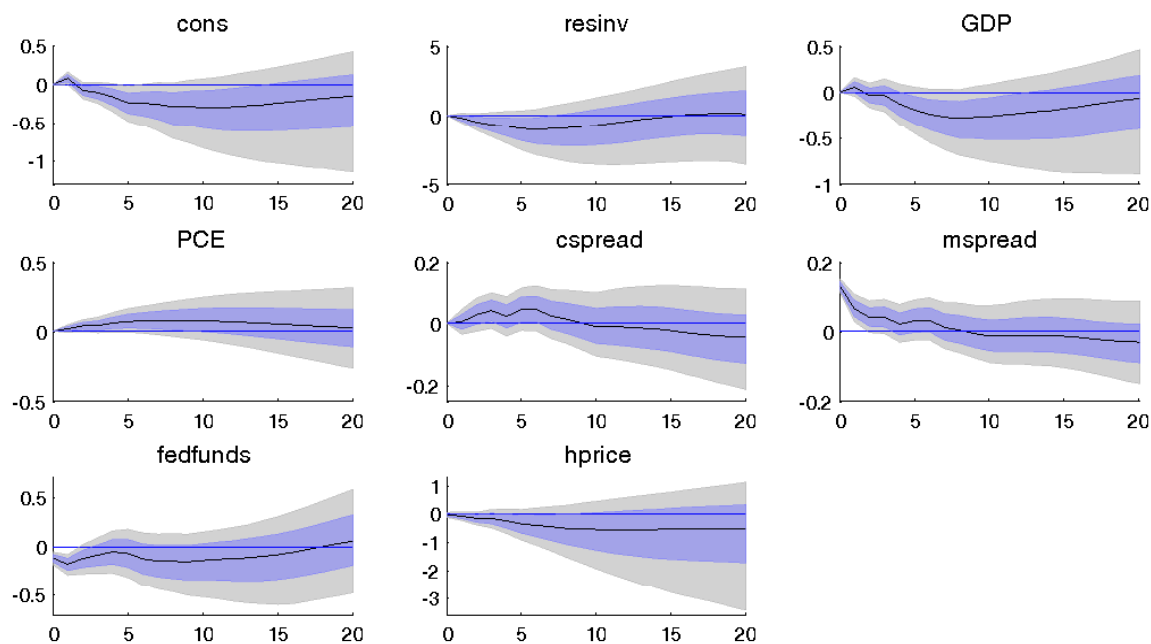 cons resinv GDP
0.5 0 -0.5 -1
5 0 -5
0.5 0 -0.5 -1
0 5 10 15 20
0 5 10 15 20
0 5 10 15 20
PCE cspread mspread
0.5 0 -0.5
0.2 0 -0.2
0.2 0 -0.2
0 5 10 15 20
0 5 10 15 20
0 5 10 15 20
fedfunds hprice
0.5 0 -0.5
1 0 -1 -2 -3
0 5 10 15 20
0 5 10 15 20